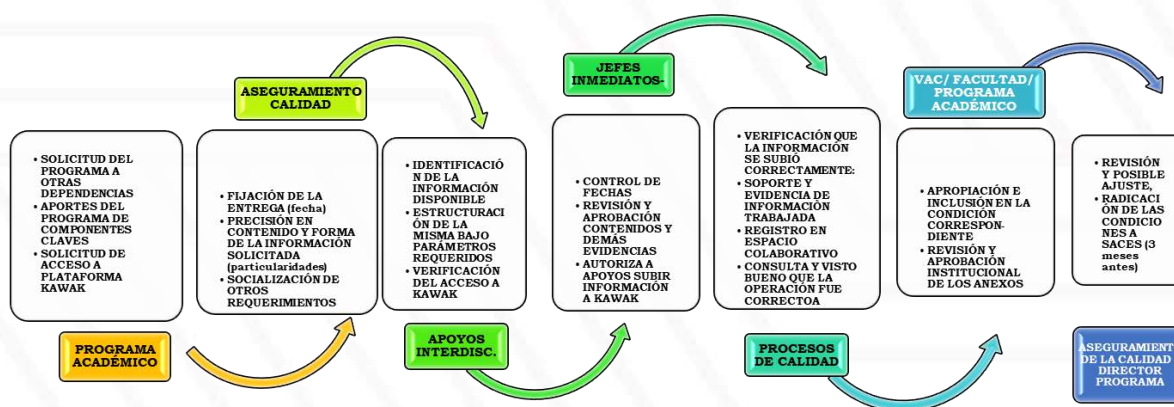 • SOLICITUD DEL
PROGRAMA A
OTRAS
DEPENDENCIAS
• APORTES DEL
PROGRAMA DE
COMPONENTES
CLAVES
• SOLICITUD DE
ACCESO A
PLATAFORMA
KAWAK
PROGRAMA
ACADÉMICO
ASEGURAMIENTO
CALIDAD
• FIJACIÓN DE LA
ENTREGA (fecha)
• PRECISIÓN EN
CONTENIDO Y FORMA
DE LA INFORMACIÓN
SOLICITADA
(particularidades)
• SOCIALIZACIÓN DE
OTROS
REQUERIMIENTOS
• IDENTIFICACIÓ
N DE LA
INFORMACIÓN
DISPONIBLE
• ESTRUCTURACI
ÓN DE LA
MISMA BAJO
PARÁMETROS
REQUERIDOS
• VERIFICACIÓN
DEL ACCESO A
KAWAK
APOYOS
INTERDISC.
JEFES
INMEDIATOS-
• CONTROL DE
FECHAS
• REVISIÓN Y
APROBACIÓN
CONTENIDOS Y
DEMÁS
EVIDENCIAS
• AUTORIZA A
APOYOS SUBIR
INFORMACIÓN
A KAWAK
• VERIFICACIÓN QUE
LA INFORMACIÓN
SE SUBIÓ
CORRECTAMENTE:
• SOPORTE Y
EVIDENCIA DE
INFORMACIÓN
TRABAJADA
• REGISTRO EN
ESPACIO
COLABORATIVO
• CONSULTA Y VISTO
BUENO QUE LA
OPERACIÓN FUE
CORRECTOA
PROCESOS
DE CALIDAD
VAC/ FACULTAD/
PROGRAMA
ACADÉMICO
• APROPIACIÓN E
INCLUSIÓN EN LA
CONDICIÓN
CORRESPON-
DIENTE
• REVISIÓN Y
APROBACIÓN
INSTITUCIONAL
DE LOS ANEXOS
• REVISIÓN
Y POSIBLE
AJUSTE,
• RADICACI
ÓN DE LAS
CONDICIO
NES A
SACES (3
meses
antes)
ASEGURAMIENT
DE LA CALIDAD
DIRECTOR
PROGRAMA